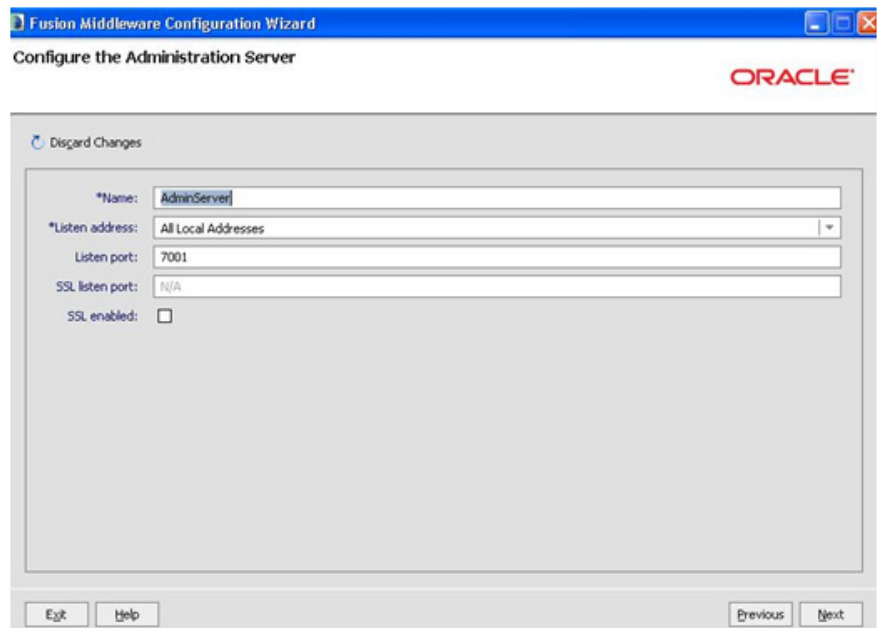 Fusion Middleware Configuration Wizard
Configure the Administration Server
ORACLE
Discard Changes
*Name: AdminServer
*Listen address: All Local Addresses
Listen port: 7001
SSL listen port: N/A
SSL enabled:
Exit Help Previous Next